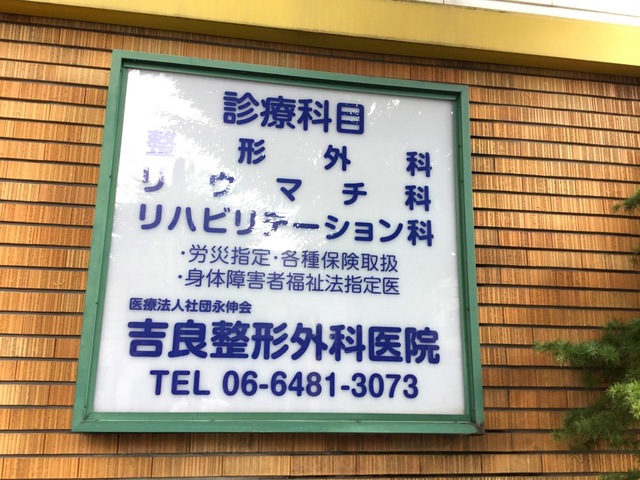 診療科目
整形外科
リウマチ科
リハビリテーション科
・労災指定・各種保険取扱
・身体障害者福祉法指定医
医療法人社団永伸会
吉良整形外科医院
TEL 06-6481-3073